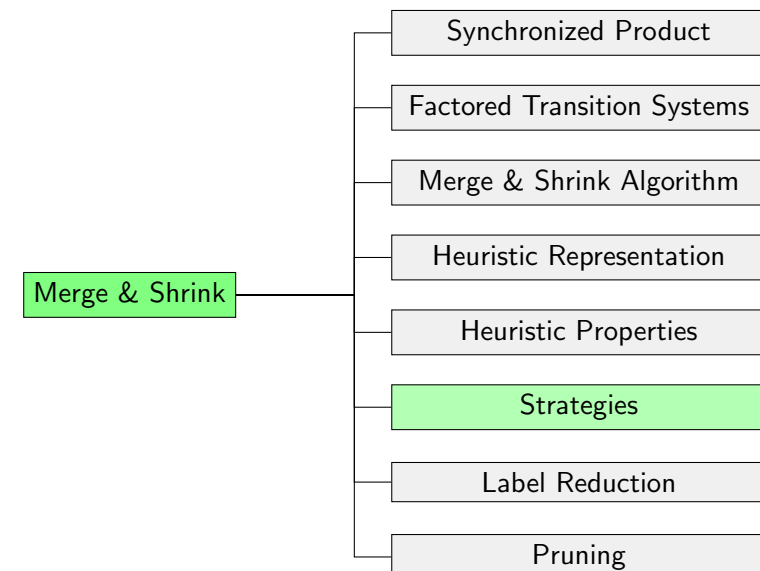 Synchronized Product
Factored Transition Systems
Merge & Shrink Algorithm
Heuristic Representation
Merge & Shrink
Heuristic Properties
Strategies
Label Reduction
Pruning